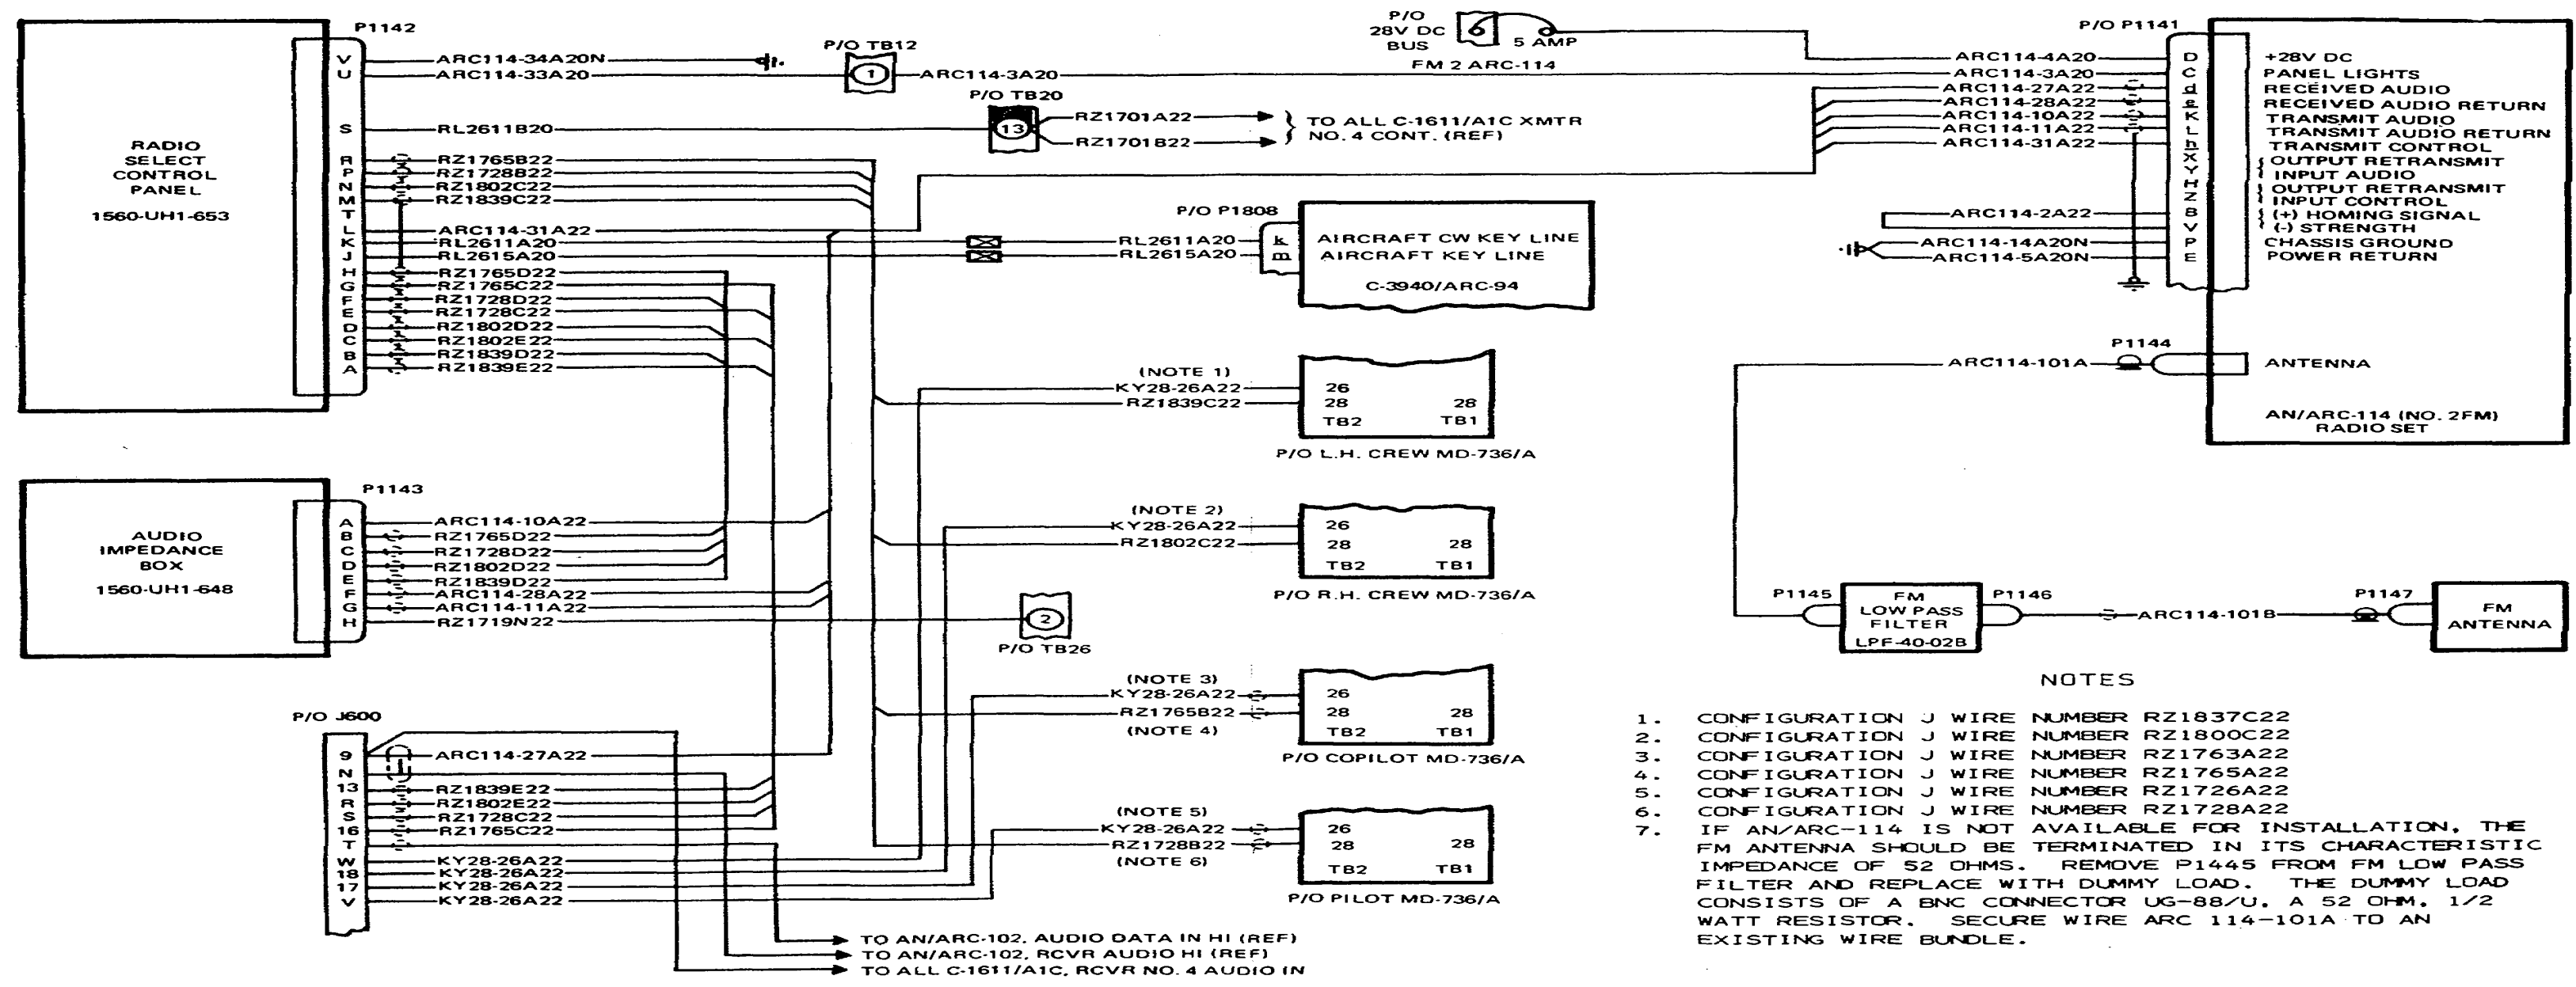 P1142
RADIO
SELECT
CONTROL
PANEL
1560-UH1-653
V ARC114-34A20N
U ARC114-33A20
S RL2611B20
R RZ1765B22
P RZ1728B22
N RZ1802C22
M RZ1839C22
T
L ARC114-31A22
K RL2611A20
J RL2615A20
H RZ1765D22
G RZ1765C22
F RZ1728D22
E RZ1728C22
D RZ1802D22
C RZ1802E22
B RZ1839D22
A RZ1839E22
P/O TB12
1
ARC114-3A20
P/O TB20
13
RZ1701A22
RZ1701B22
TO ALL C-1611/A1C XMTR
NO. 4 CONT. (REF)
P/O
28V DC
BUS
6
5 AMP
FM 2 ARC-114
P/O P1808
RL2611A20 k AIRCRAFT CW KEY LINE
RL2615A20 m AIRCRAFT KEY LINE
C-3940/ARC-94
P/O P1141
ARC114-4A20 D +28V DC
ARC114-3A20 C PANEL LIGHTS
ARC114-27A22 d RECEIVED AUDIO
ARC114-28A22 e RECEIVED AUDIO RETURN
ARC114-10A22 K TRANSMIT AUDIO
ARC114-11A22 L TRANSMIT AUDIO RETURN
ARC114-31A22 h TRANSMIT CONTROL
X OUTPUT RETRANSMIT
Y INPUT AUDIO
H OUTPUT RETRANSMIT
Z INPUT CONTROL
ARC114-2A22 B (+) HOMING SIGNAL
V (-) STRENGTH
ARC114-14A20N P CHASSIS GROUND
ARC114-5A20N E POWER RETURN
P1144
ARC114-101A ANTENNA
AN/ARC-114 (NO. 2FM)
RADIO SET
(NOTE 1)
KY28-26A22 26
RZ1839C22 28 28
TB2 TB1
P/O L.H. CREW MD-736/A
P1143
AUDIO
IMPEDANCE
BOX
1560-UH1-648
A ARC114-10A22
B RZ1765D22
C RZ1728D22
D RZ1802D22
E RZ1839D22
F ARC114-28A22
G ARC114-11A22
H RZ1719N22
2
P/O TB26
(NOTE 2)
KY28-26A22 26
RZ1802C22 28 28
TB2 TB1
P/O R.H. CREW MD-736/A
P1145
FM
LOW PASS
FILTER
LPF-40-02B
P1146
ARC114-101B
P1147
FM
ANTENNA
(NOTE 3)
KY28-26A22 26
RZ1765B22 28 28
(NOTE 4) TB2 TB1
P/O COPILOT MD-736/A
P/O J600
9 ARC114-27A22
N
13 RZ1839E22
R RZ1802E22
S RZ1728C22
16 RZ1765C22
T
W KY28-26A22
18 KY28-26A22
17 KY28-26A22
V KY28-26A22
(NOTE 5)
KY28-26A22 26
RZ1728B22 28 28
(NOTE 6)
TB2 TB1
P/O PILOT MD-736/A
TO AN/ARC-102, AUDIO DATA IN HI (REF)
TO AN/ARC-102, RCVR AUDIO HI (REF)
TO ALL C-1611/A1C, RCVR NO. 4 AUDIO IN
NOTES
1. CONFIGURATION J WIRE NUMBER RZ1837C22
2. CONFIGURATION J WIRE NUMBER RZ1800C22
3. CONFIGURATION J WIRE NUMBER RZ1763A22
4. CONFIGURATION J WIRE NUMBER RZ1765A22
5. CONFIGURATION J WIRE NUMBER RZ1726A22
6. CONFIGURATION J WIRE NUMBER RZ1728A22
7. IF AN/ARC-114 IS NOT AVAILABLE FOR INSTALLATION, THE
FM ANTENNA SHOULD BE TERMINATED IN ITS CHARACTERISTIC
IMPEDANCE OF 52 OHMS. REMOVE P1445 FROM FM LOW PASS
FILTER AND REPLACE WITH DUMMY LOAD. THE DUMMY LOAD
CONSISTS OF A BNC CONNECTOR UG-88/U, A 52 OHM, 1/2
WATT RESISTOR. SECURE WIRE ARC 114-101A TO AN
EXISTING WIRE BUNDLE.